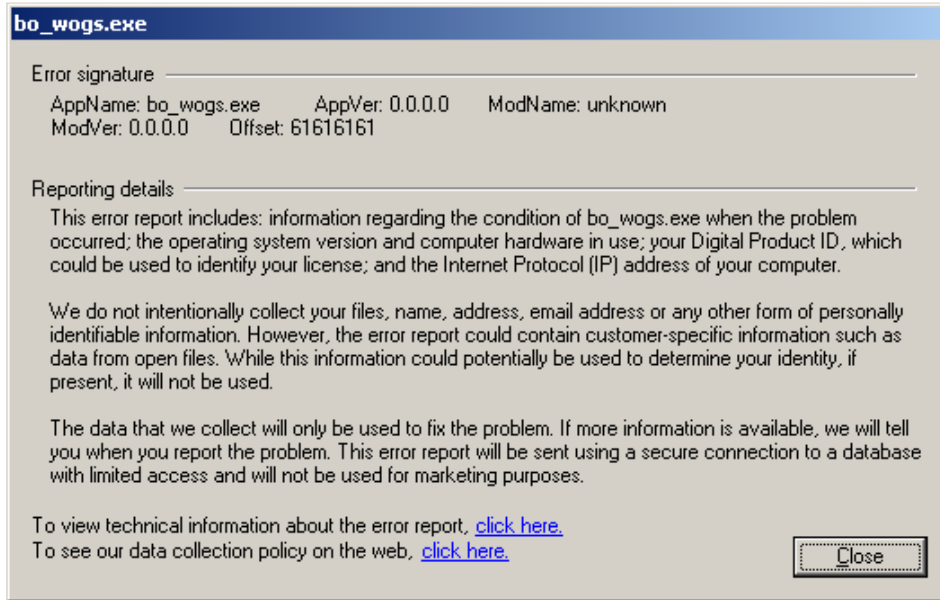 bo_wogs.exe
Error signature
AppName: bo_wogs.exe AppVer: 0.0.0.0 ModName: unknown
ModVer: 0.0.0.0 Offset: 61616161
Reporting details
This error report includes: information regarding the condition of bo_wogs.exe when the problem
occurred; the operating system version and computer hardware in use; your Digital Product ID, which
could be used to identify your license; and the Internet Protocol (IP) address of your computer.
We do not intentionally collect your files, name, address, email address or any other form of personally
identifiable information. However, the error report could contain customer-specific information such as
data from open files. While this information could potentially be used to determine your identity, if
present, it will not be used.
The data that we collect will only be used to fix the problem. If more information is available, we will tell
you when you report the problem. This error report will be sent using a secure connection to a database
with limited access and will not be used for marketing purposes.
To view technical information about the error report, click here.
To see our data collection policy on the web, click here.
Close